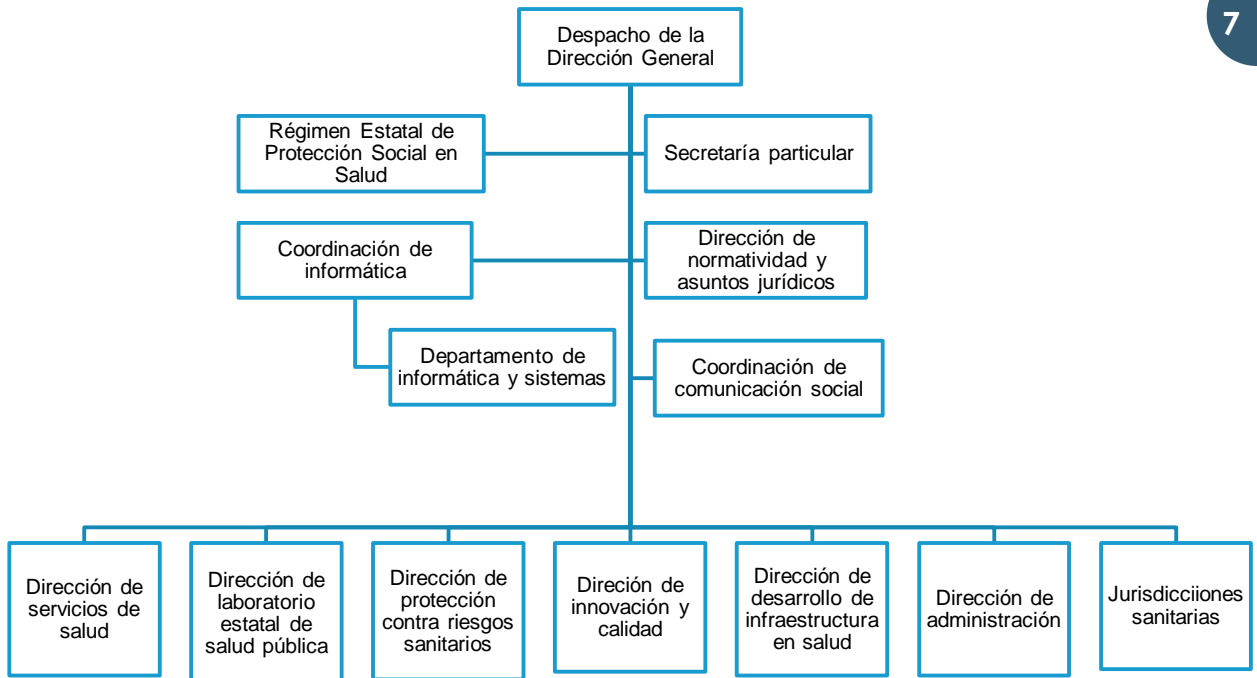 7
Despacho de la
Dirección General
Régimen Estatal de
Protección Social en
Salud
Secretaría particular
Coordinación de
informática
Dirección de
normatividad y
asuntos jurídicos
Departamento de
informática y sistemas
Coordinación de
comunicación social
Dirección de
servicios de
salud
Dirección de
laboratorio
estatal de
salud pública
Dirección de
protección
contra riesgos
sanitarios
Direción de
innovación y
calidad
Dirección de
desarrollo de
infraestructura
en salud
Dirección de
administración
Jurisdicciiones
sanitarias